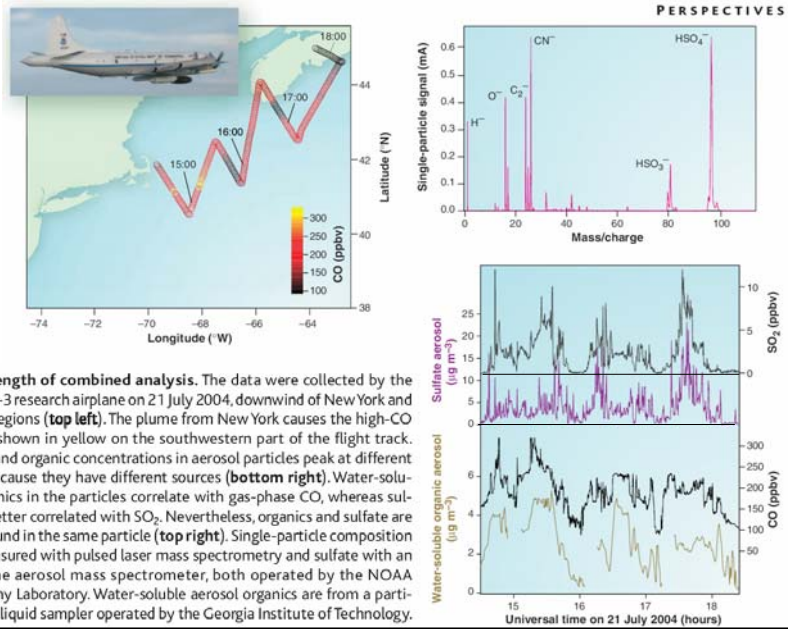 PERSPECTIVES
18:00
17:00
16:00
15:00
44
42
40
38
Latitude (°N)
300
250
200
150
100
CO (ppbv)
−74 −72 −70 −68 −66 −64
Longitude (°W)
Single-particle signal (mA)
0.6
0.5
0.4
0.3
0.2
0.1
0.0
H⁻
O⁻
C₂⁻
CN⁻
HSO₃⁻
HSO₄⁻
0 20 40 60 80 100
Mass/charge
ength of combined analysis. The data were collected by the
-3 research airplane on 21 July 2004, downwind of New York and
egions (top left). The plume from New York causes the high-CO
shown in yellow on the southwestern part of the flight track.
and organic concentrations in aerosol particles peak at different
cause they have different sources (bottom right). Water-solu-
nics in the particles correlate with gas-phase CO, whereas sul-
etter correlated with SO₂. Nevertheless, organics and sulfate are
und in the same particle (top right). Single-particle composition
sured with pulsed laser mass spectrometry and sulfate with an
ne aerosol mass spectrometer, both operated by the NOAA
ny Laboratory. Water-soluble aerosol organics are from a parti-
liquid sampler operated by the Georgia Institute of Technology.
Sulfate aerosol
(μg m⁻³)
25
20
15
10
5
0
10
5
0
SO₂ (ppbv)
Water-soluble organic aerosol
(μg m⁻³)
6
4
2
0
300
250
200
150
100
50
CO (ppbv)
15 16 17 18
Universal time on 21 July 2004 (hours)